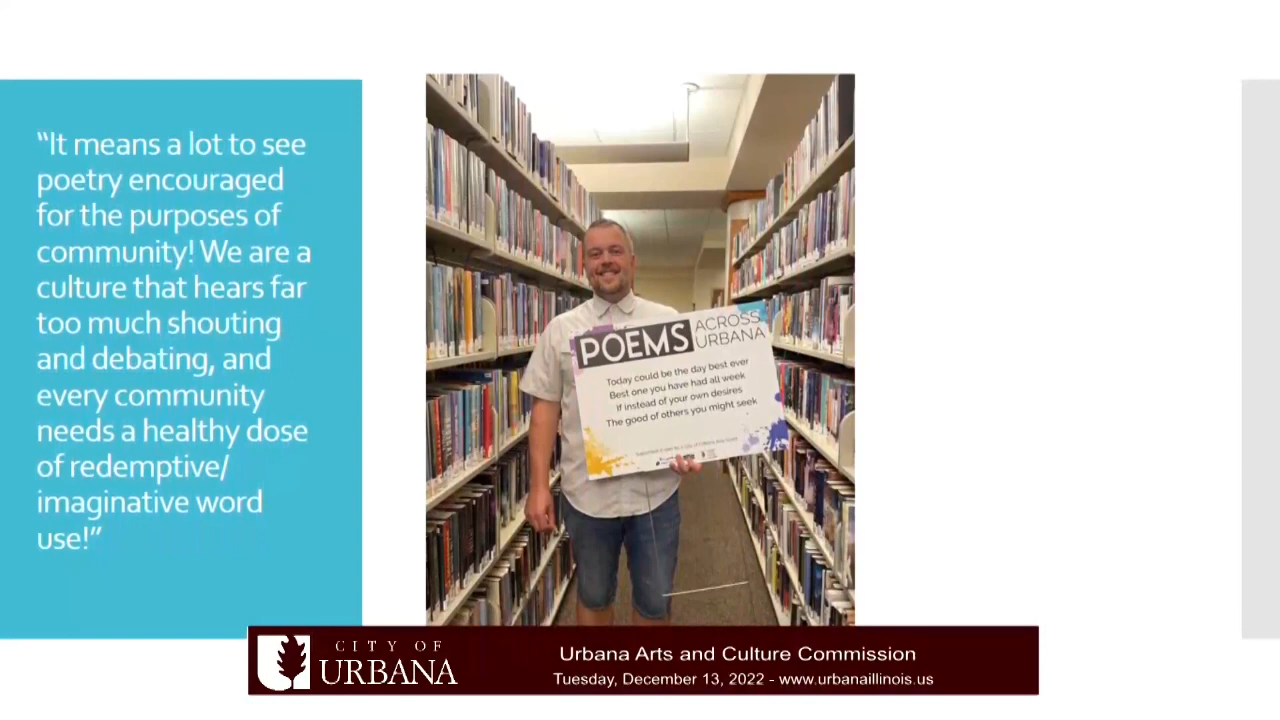 “It means a lot to see
poetry encouraged
for the purposes of
community! We are a
culture that hears far
too much shouting
and debating, and
every community
needs a healthy dose
of redemptive/
imaginative word
use!”
POEMS ACROSS
URBANA
Today could be the day best ever
Best one you have had all week
If instead of your own desires
The good of others you might seek
CITY OF
URBANA
Urbana Arts and Culture Commission
Tuesday, December 13, 2022 - www.urbanaillinois.us